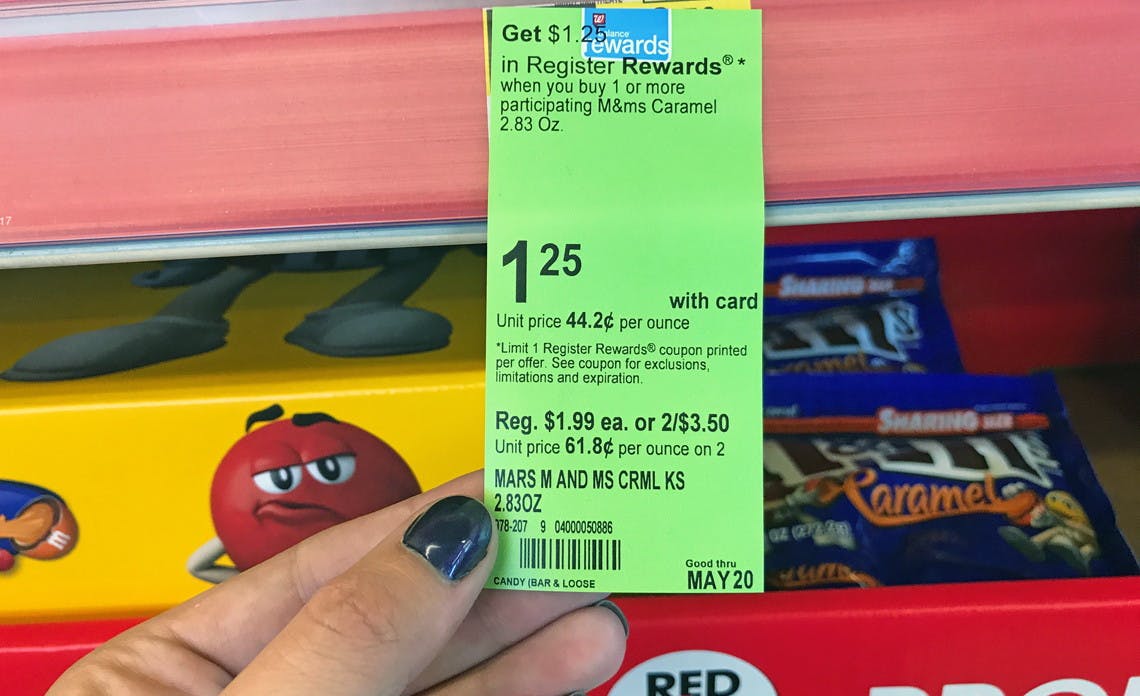 Get $1.25
w
rewards
in Register Rewards® *
when you buy 1 or more
participating M&ms Caramel
2.83 Oz.
17
1 25
with card
Unit price 44.2¢ per ounce
*Limit 1 Register Rewards® coupon printed
per offer. See coupon for exclusions,
limitations and expiration.
Reg. $1.99 ea. or 2/$3.50
Unit price 61.8¢ per ounce on 2
MARS M AND MS CRML KS
2.83OZ
978-207 9 04000050886
CANDY (BAR & LOOSE
Good thru
MAY 20
SHARING SIZE
m
aramel
SHARING SIZE
m
Caramel
m
RED